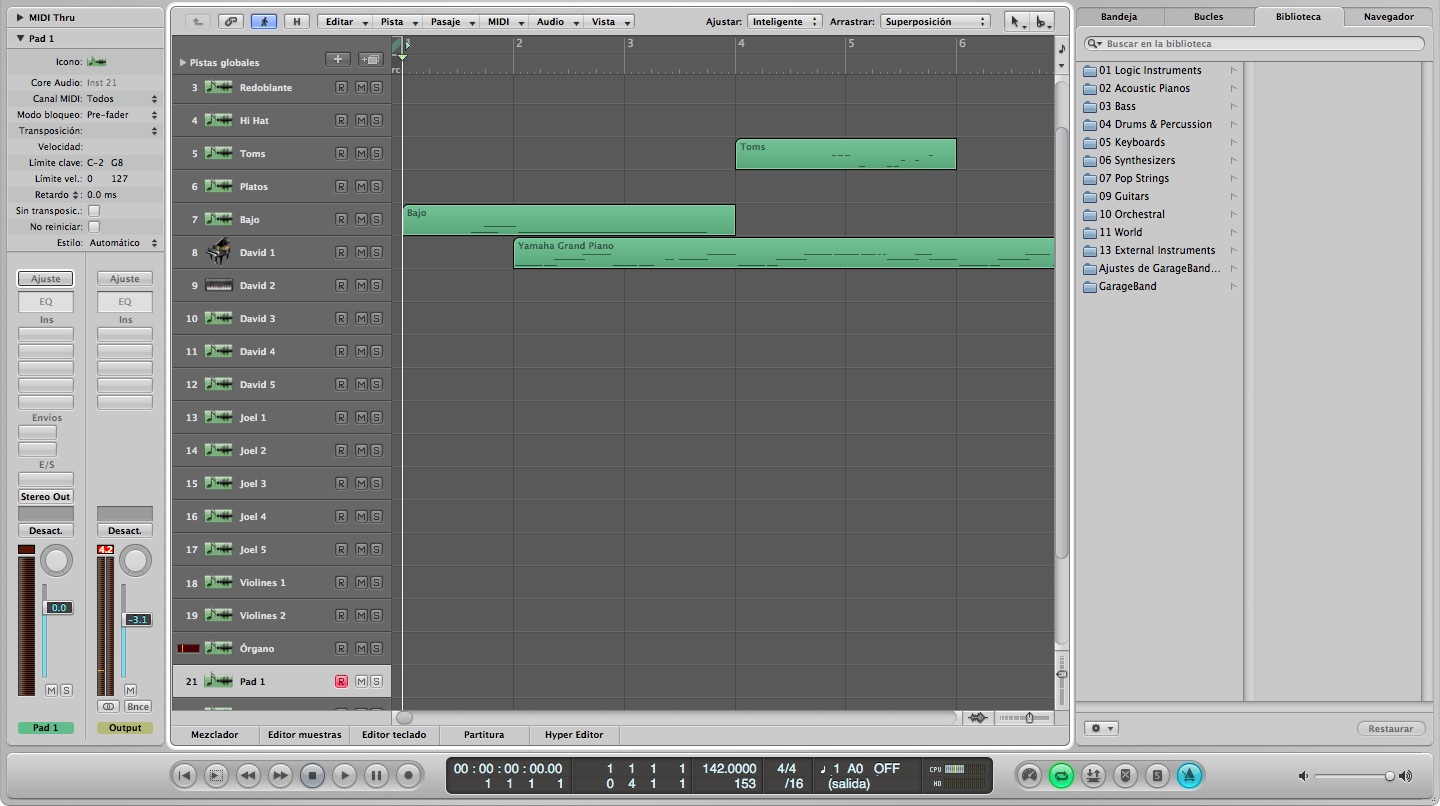 MIDI Thru
Pad 1
Icono:
Core Audio: Inst 21
Canal MIDI: Todos
Modo bloqueo: Pre-fader
Transposición:
Velocidad:
Límite clave: C-2 G8
Límite vel.: 0 127
Retardo : 0.0 ms
Sin transposic.:
No reiniciar:
Estilo: Automático
Ajuste Ajuste
EQ EQ
Ins Ins
Envíos
E/S
Stereo Out
Desact. Desact.
4.2
0.0 -3.1
M S M
Bnce
Pad 1 Output
H Editar Pista Pasaje MIDI Audio Vista Ajustar: Inteligente Arrastrar: Superposición
Pistas globales
1 2 3 4 5 6
3 Redoblante R M S
4 Hi Hat R M S
5 Toms R M S
Toms
6 Platos R M S
7 Bajo R M S
Bajo
8 David 1 R M S
Yamaha Grand Piano
9 David 2 R M S
10 David 3 R M S
11 David 4 R M S
12 David 5 R M S
13 Joel 1 R M S
14 Joel 2 R M S
15 Joel 3 R M S
16 Joel 4 R M S
17 Joel 5 R M S
18 Violines 1 R M S
19 Violines 2 R M S
Órgano R M S
21 Pad 1 R M S
Mezclador Editor muestras Editor teclado Partitura Hyper Editor
Bandeja Bucles Biblioteca Navegador
Buscar en la biblioteca
01 Logic Instruments
02 Acoustic Pianos
03 Bass
04 Drums & Percussion
05 Keyboards
06 Synthesizers
07 Pop Strings
09 Guitars
10 Orchestral
11 World
13 External Instruments
Ajustes de GarageBand...
GarageBand
Restaurar
00 : 00 : 00 : 00.00 1 1 1 1 142.0000 4/4 1 A0 OFF CPU
1 1 1 1 0 4 1 1 153 /16 (salida) HD
S